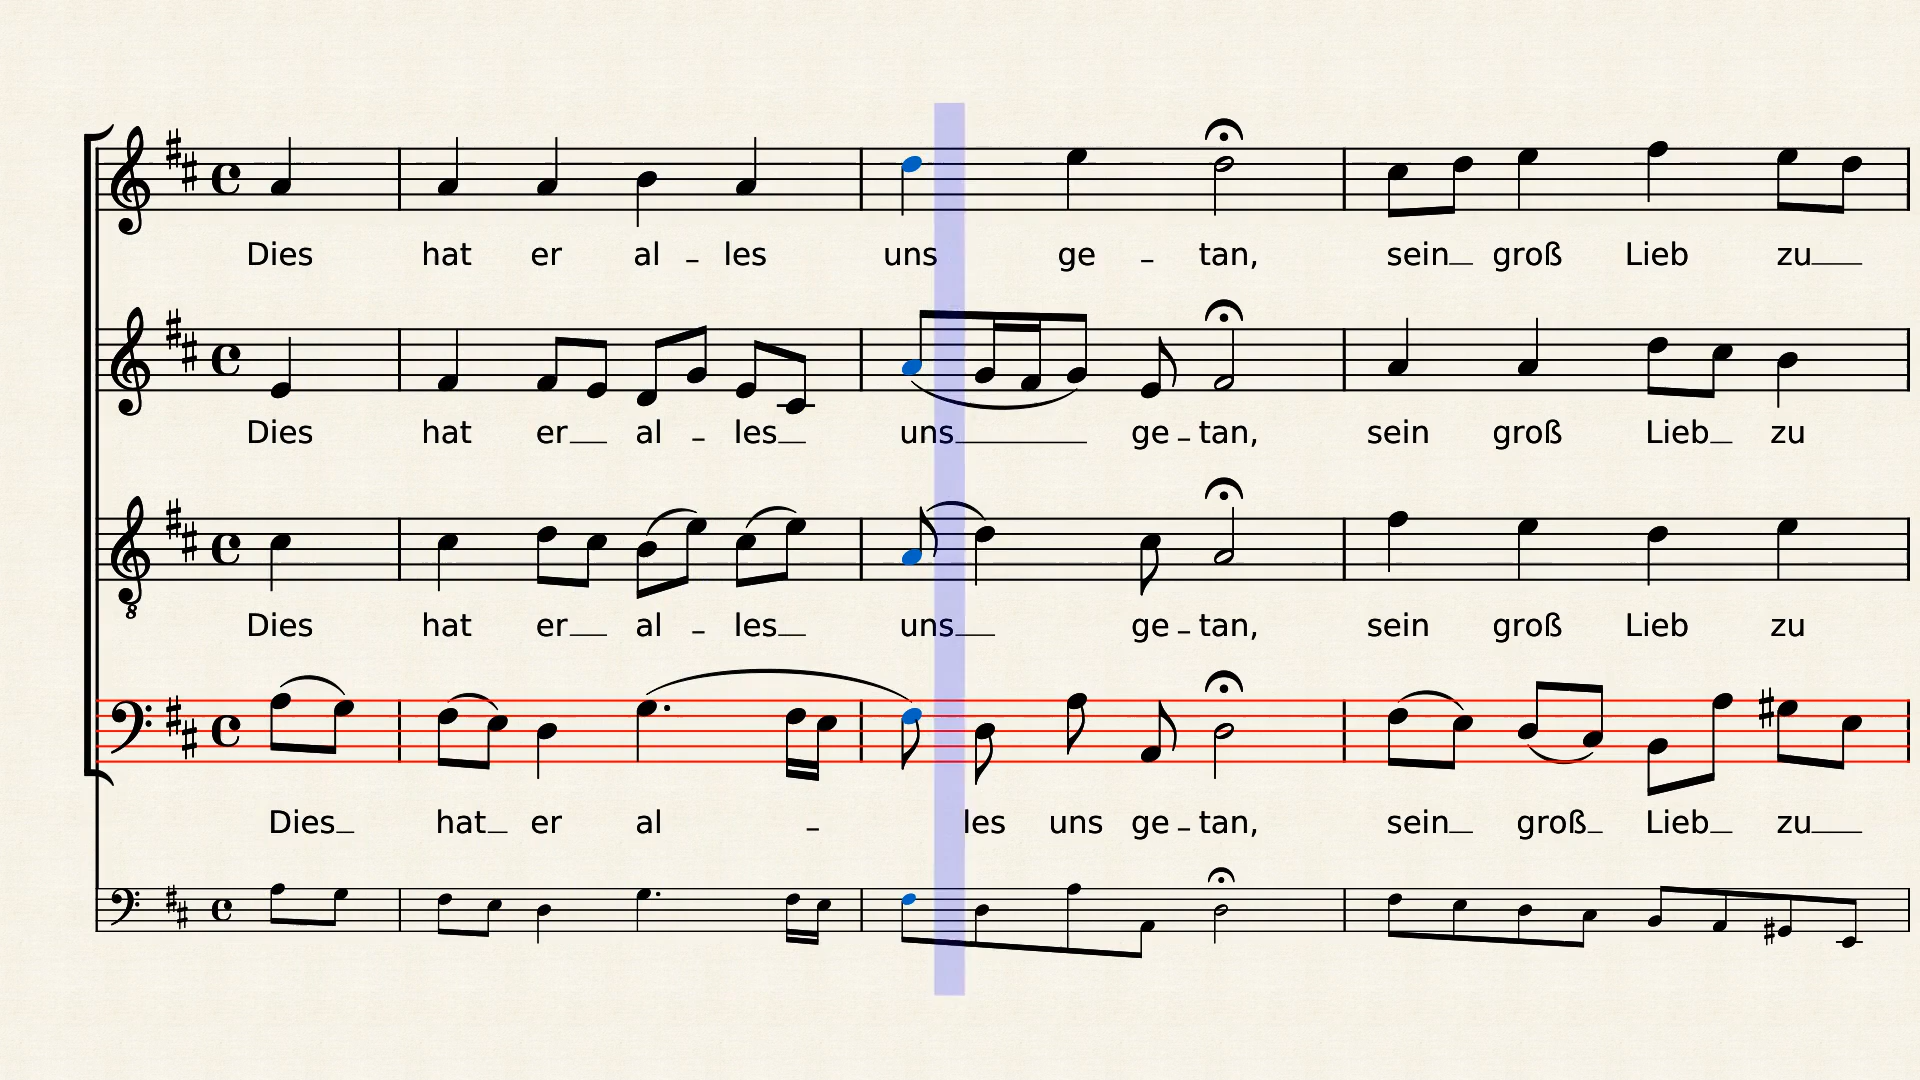 Dies hat er al - les uns ge - tan, sein groß Lieb zu
Dies hat er al - les uns ge - tan, sein groß Lieb zu
8
Dies hat er al - les uns ge - tan, sein groß Lieb zu
Dies hat er al - les uns ge - tan, sein groß Lieb zu